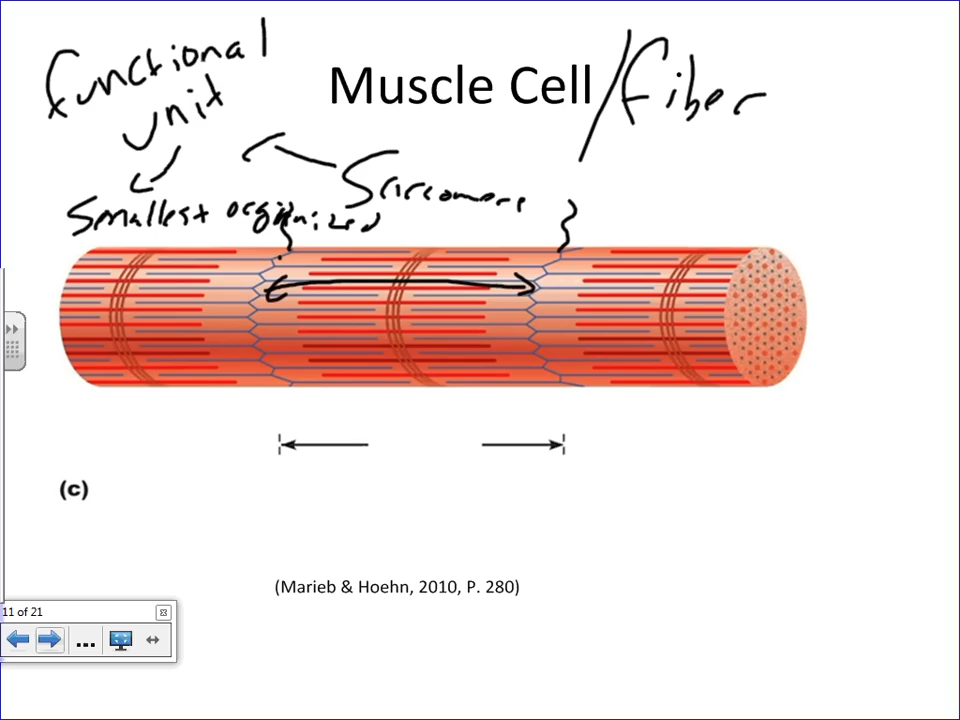 functional
unit
Muscle Cell/fiber
Sarcomere
Smallest organized
(c)
(Marieb & Hoehn, 2010, P. 280)
11 of 21
...